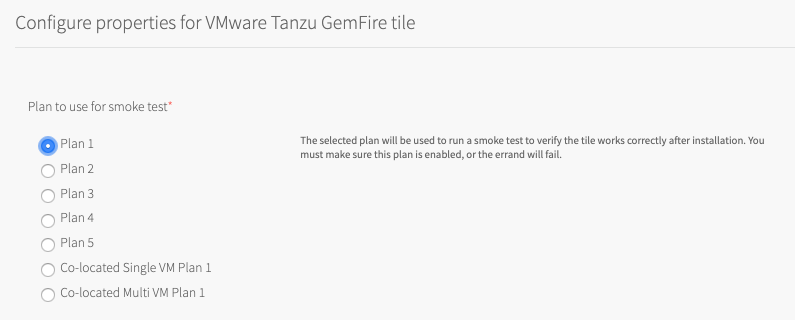 Configure properties for VMware Tanzu GemFire tile
Plan to use for smoke test*
Plan 1
The selected plan will be used to run a smoke test to verify the tile works correctly after installation. You
must make sure this plan is enabled, or the errand will fail.
Plan 2
Plan 3
Plan 4
Plan 5
Co-located Single VM Plan 1
Co-located Multi VM Plan 1